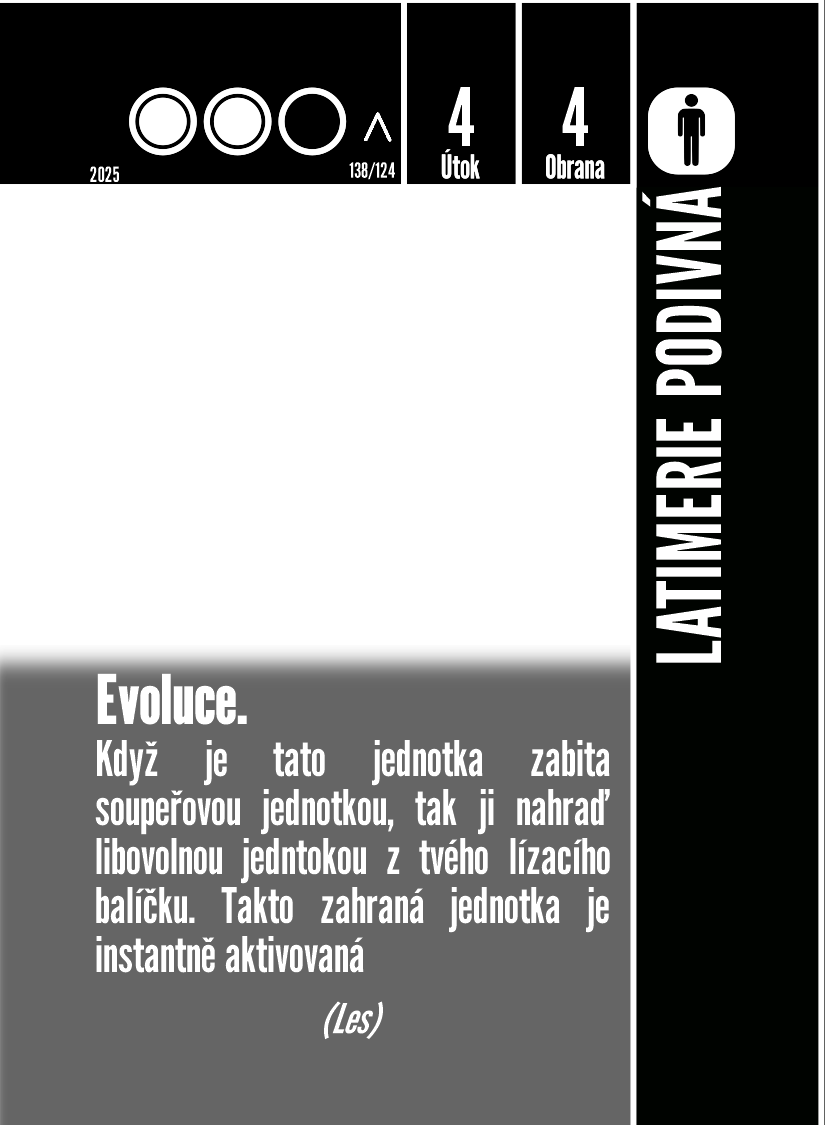 2025
138/124
4
Útok
4
Obrana
LATIMERIE PODIVNÁ
Evoluce.
Když je tato jednotka zabita
soupeřovou jednotkou, tak ji nahraď
libovolnou jedntokou z tvého lízacího
balíčku. Takto zahraná jednotka je
instantně aktivovaná
(Les)